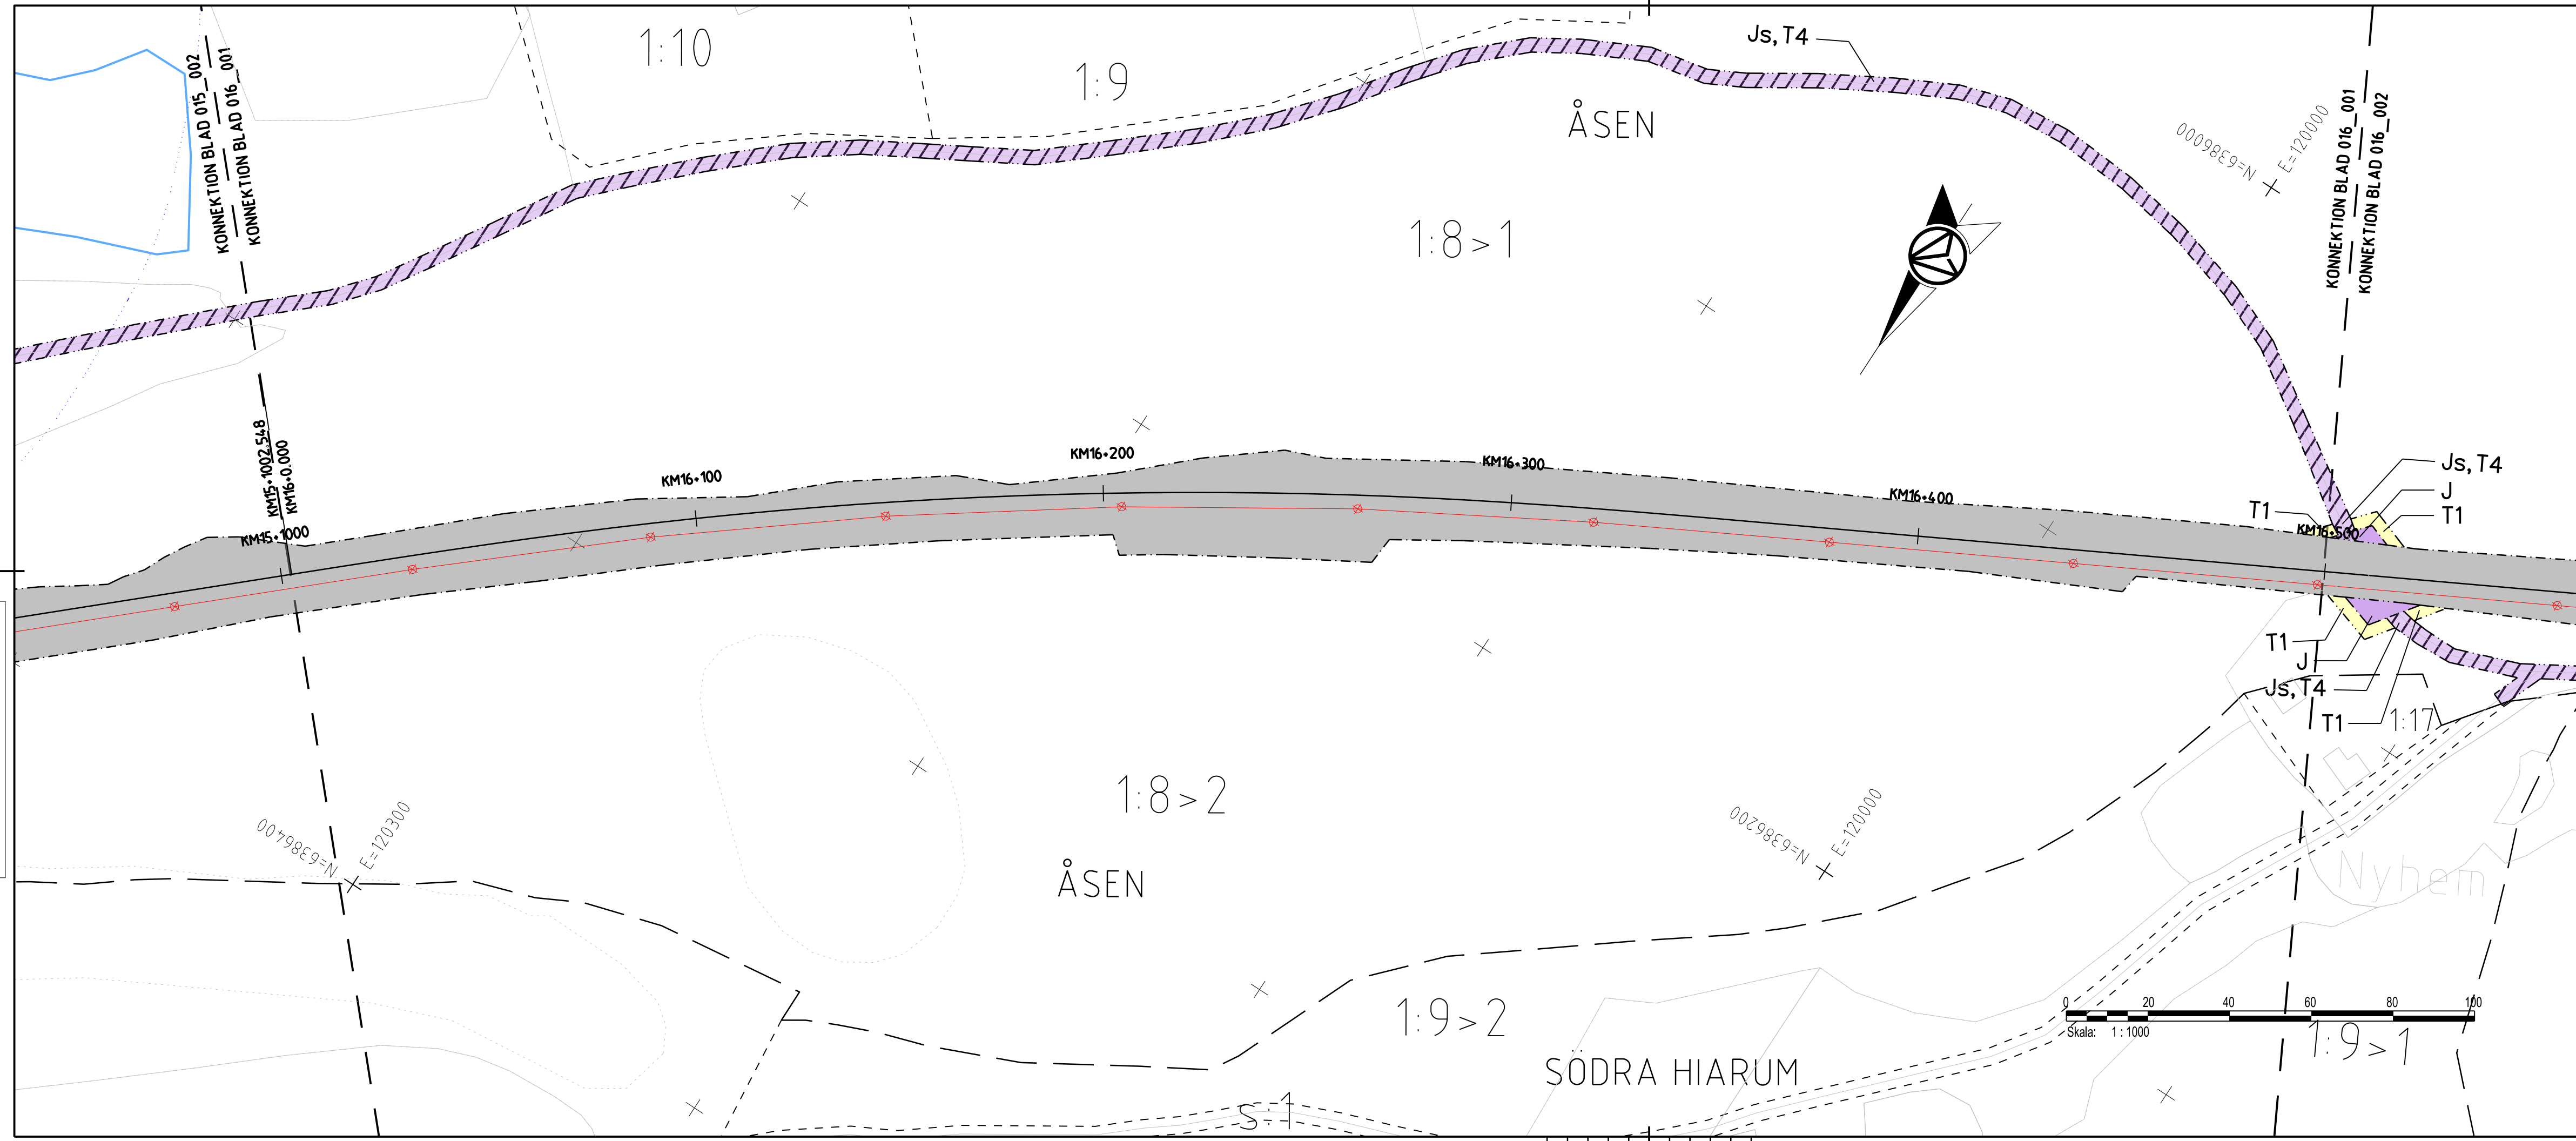 KONNEKTION BLAD 015_002
KONNEKTION BLAD 016_001
1:10
1:9
Js, T4
ÅSEN
N=6386000
E=120000
KONNEKTION BLAD 016_001
KONNEKTION BLAD 016_002
1:8>1
KM15+1002.548
KM16+0.000
KM15+1000
KM16+100
KM16+200
KM16+300
KM16+400
KM16+500
Js, T4
J
T1
T1
T1
J
Js, T4
T1
1:17
1:8>2
ÅSEN
N=6386400
E=120300
N=6386200
E=120000
Nyhem
1:9>2
SÖDRA HIARUM
s:1
0 20 40 60 80 100
Skala: 1:1000
1:9>1